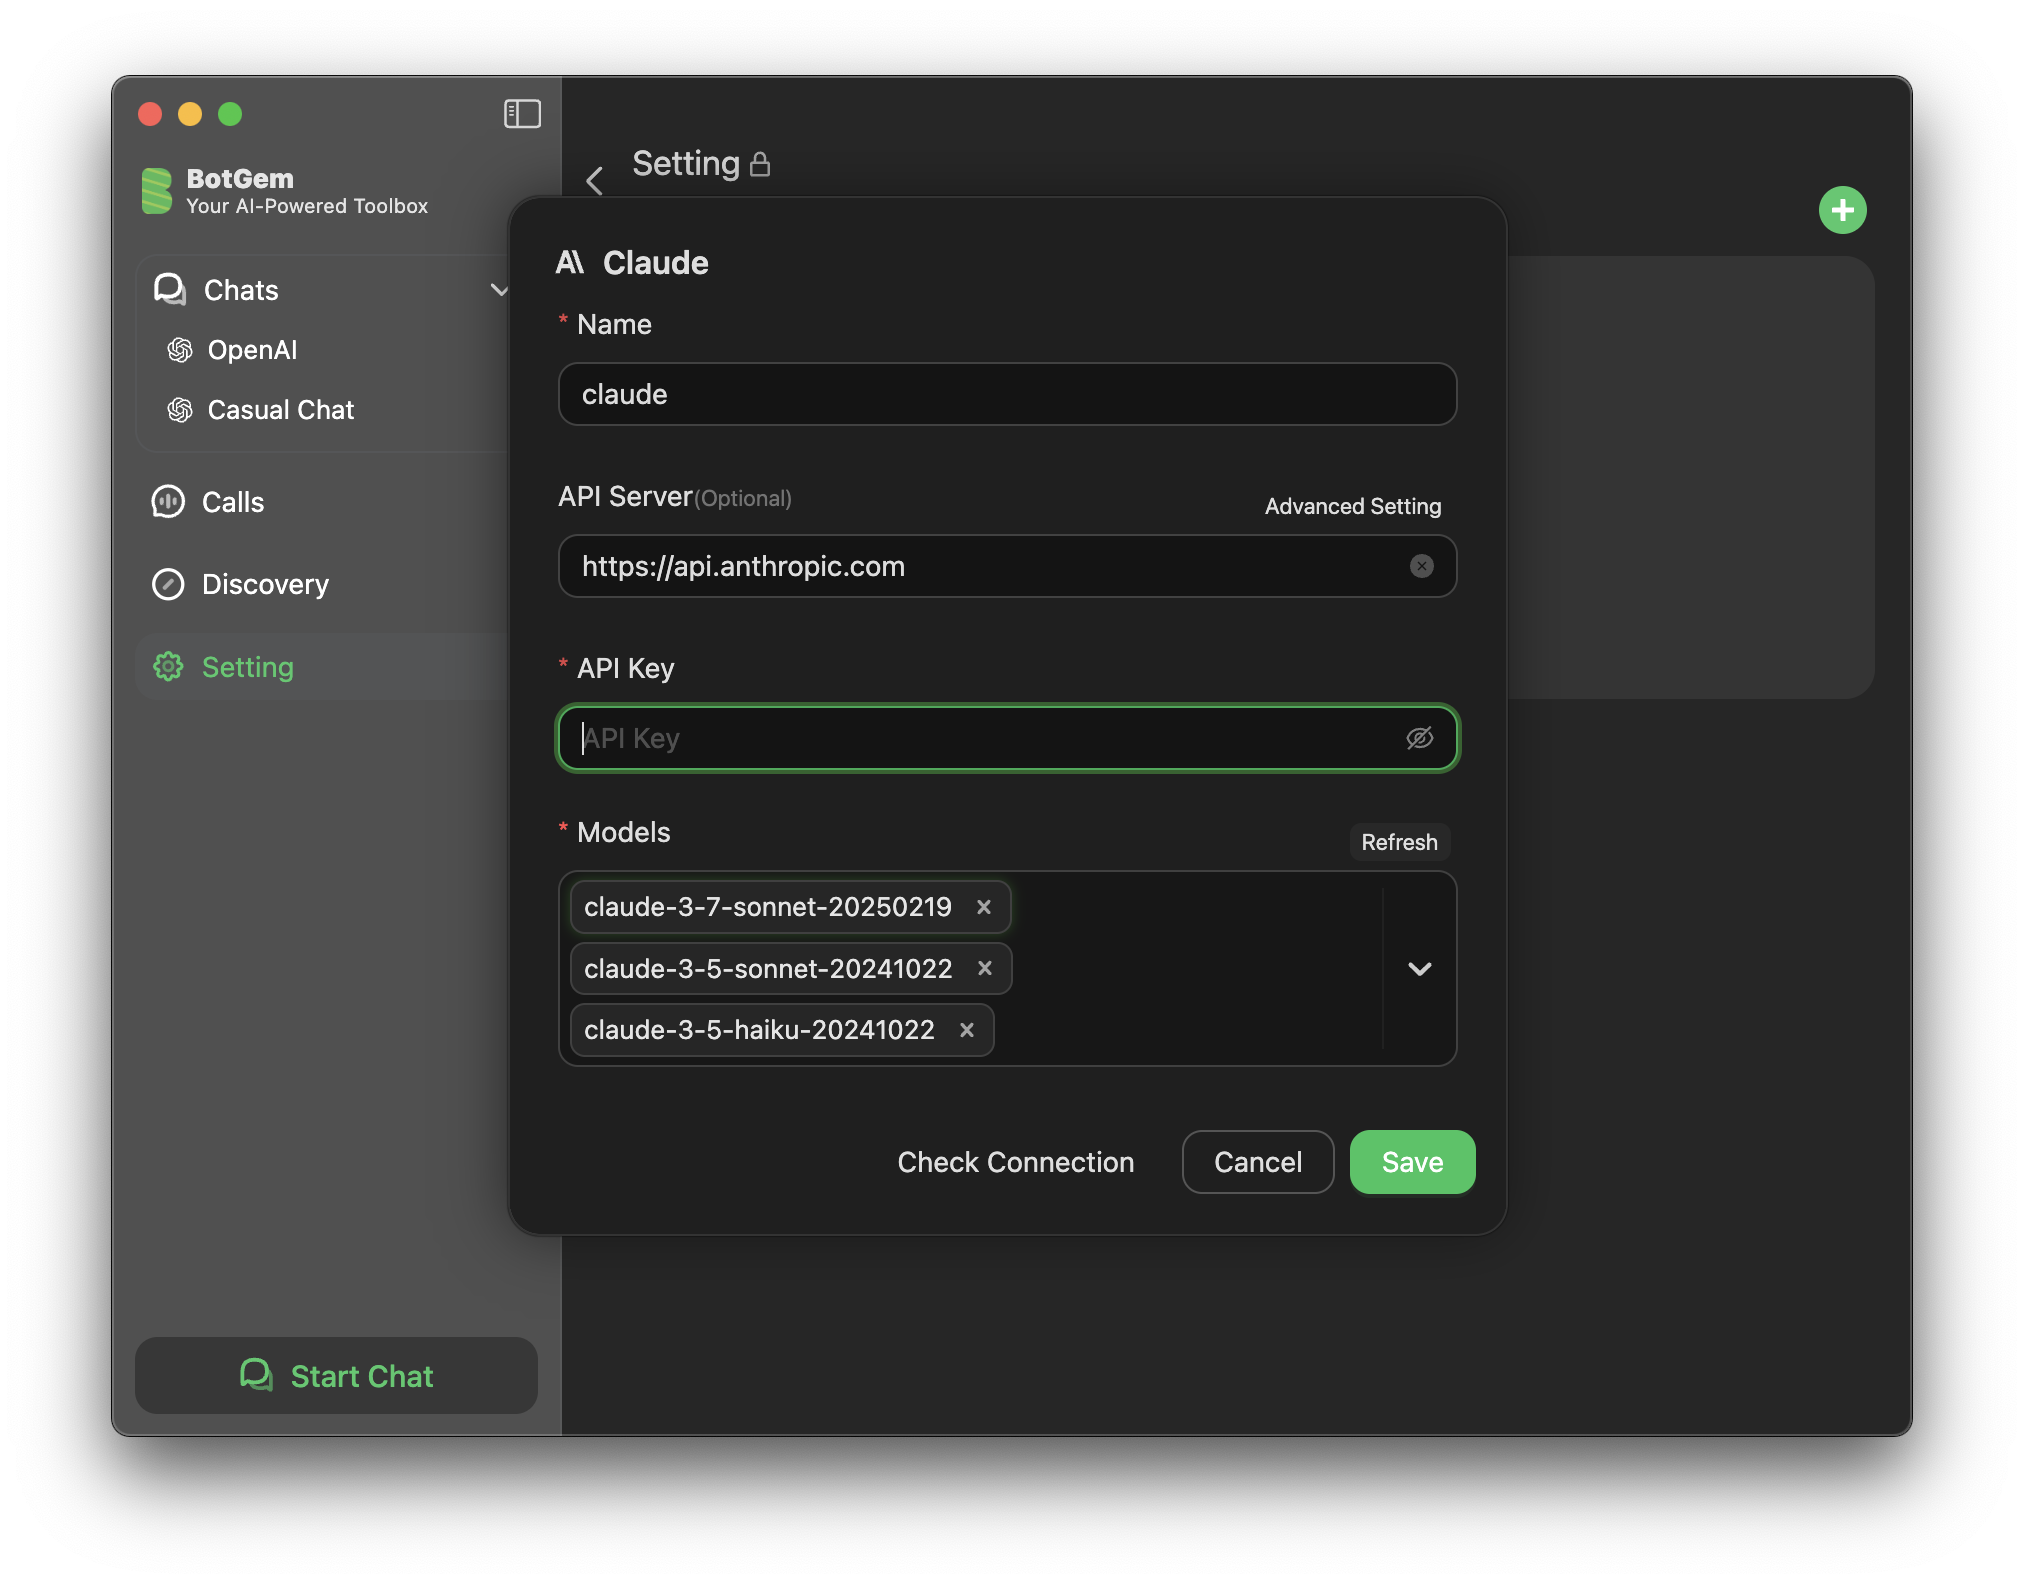 BotGem
Your AI-Powered Toolbox
Chats
OpenAI
Casual Chat
Calls
Discovery
Setting
Start Chat
Setting
Claude
* Name
claude
API Server(Optional)
Advanced Setting
https://api.anthropic.com
* API Key
API Key
* Models
Refresh
claude-3-7-sonnet-20250219
claude-3-5-sonnet-20241022
claude-3-5-haiku-20241022
Check Connection
Cancel
Save